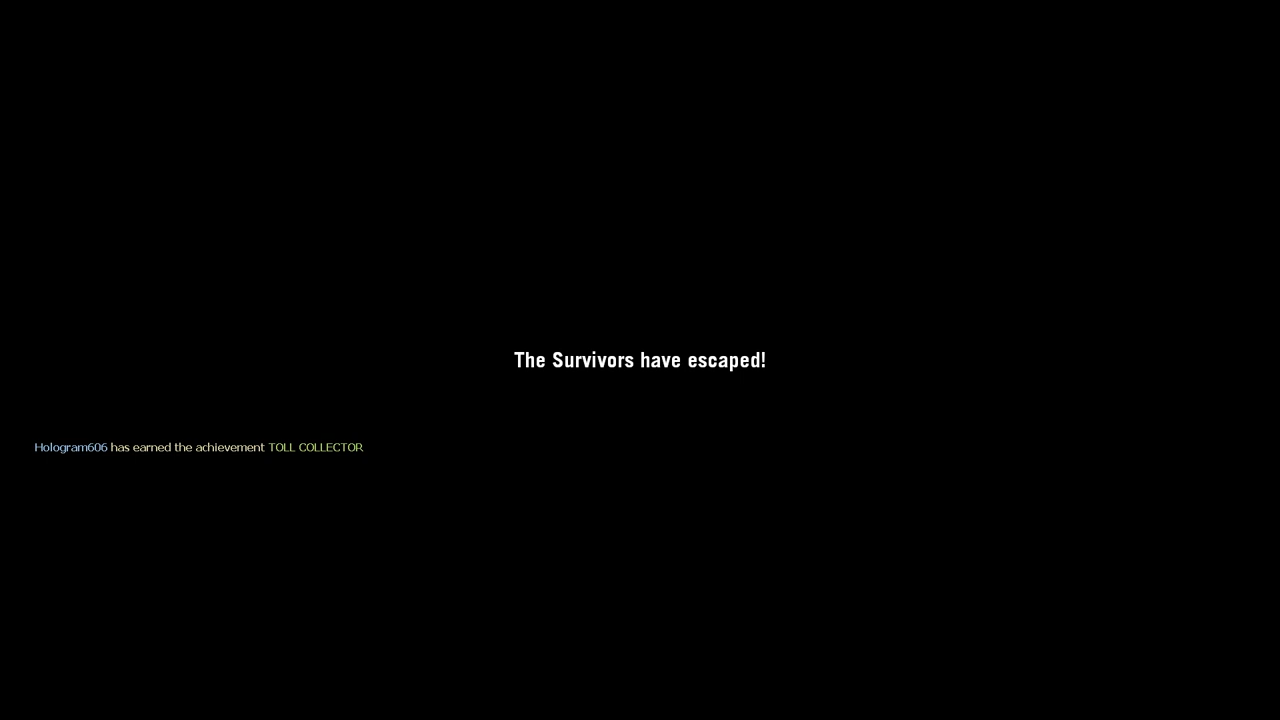 The Survivors have escaped!
Hologram606 has earned the achievement TOLL COLLECTOR